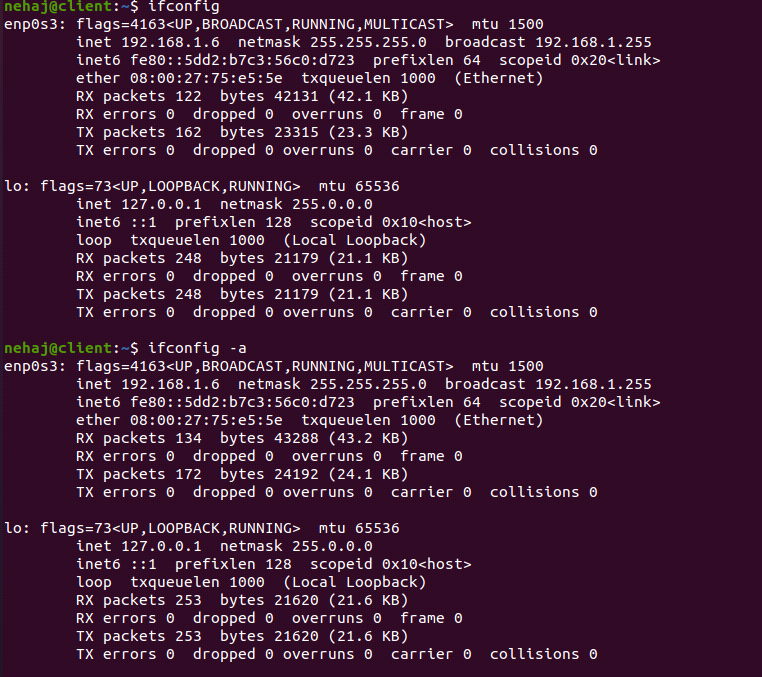 nehaj@client:~$ ifconfig
enp0s3: flags=4163<UP,BROADCAST,RUNNING,MULTICAST>  mtu 1500
        inet 192.168.1.6  netmask 255.255.255.0  broadcast 192.168.1.255
        inet6 fe80::5dd2:b7c3:56c0:d723  prefixlen 64  scopeid 0x20<link>
        ether 08:00:27:75:e5:5e  txqueuelen 1000  (Ethernet)
        RX packets 122  bytes 42131 (42.1 KB)
        RX errors 0  dropped 0  overruns 0  frame 0
        TX packets 162  bytes 23315 (23.3 KB)
        TX errors 0  dropped 0 overruns 0  carrier 0  collisions 0

lo: flags=73<UP,LOOPBACK,RUNNING>  mtu 65536
        inet 127.0.0.1  netmask 255.0.0.0
        inet6 ::1  prefixlen 128  scopeid 0x10<host>
        loop  txqueuelen 1000  (Local Loopback)
        RX packets 248  bytes 21179 (21.1 KB)
        RX errors 0  dropped 0  overruns 0  frame 0
        TX packets 248  bytes 21179 (21.1 KB)
        TX errors 0  dropped 0 overruns 0  carrier 0  collisions 0

nehaj@client:~$ ifconfig -a
enp0s3: flags=4163<UP,BROADCAST,RUNNING,MULTICAST>  mtu 1500
        inet 192.168.1.6  netmask 255.255.255.0  broadcast 192.168.1.255
        inet6 fe80::5dd2:b7c3:56c0:d723  prefixlen 64  scopeid 0x20<link>
        ether 08:00:27:75:e5:5e  txqueuelen 1000  (Ethernet)
        RX packets 134  bytes 43288 (43.2 KB)
        RX errors 0  dropped 0  overruns 0  frame 0
        TX packets 172  bytes 24192 (24.1 KB)
        TX errors 0  dropped 0 overruns 0  carrier 0  collisions 0

lo: flags=73<UP,LOOPBACK,RUNNING>  mtu 65536
        inet 127.0.0.1  netmask 255.0.0.0
        inet6 ::1  prefixlen 128  scopeid 0x10<host>
        loop  txqueuelen 1000  (Local Loopback)
        RX packets 253  bytes 21620 (21.6 KB)
        RX errors 0  dropped 0  overruns 0  frame 0
        TX packets 253  bytes 21620 (21.6 KB)
        TX errors 0  dropped 0 overruns 0  carrier 0  collisions 0